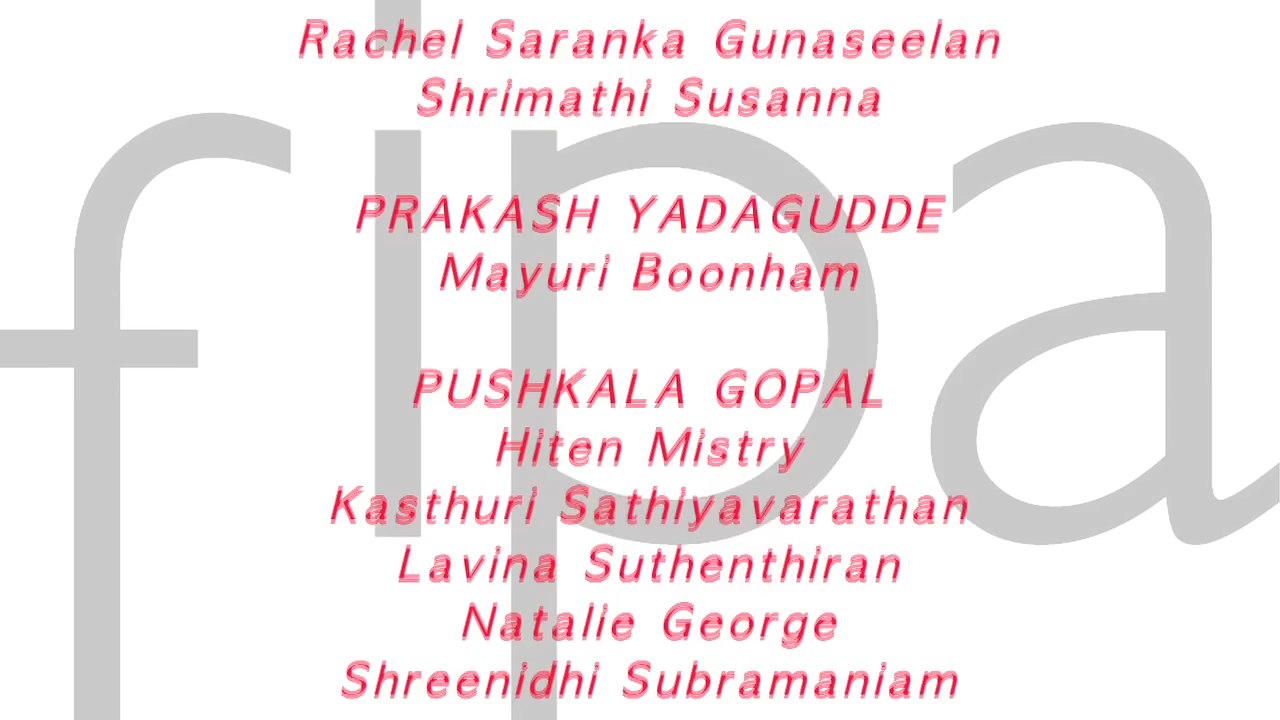 Rachel Saranka Gunaseelan
Shrimathi Susanna
PRAKASH YADAGUDDE
Mayuri Boonham
PUSHKALA GOPAL
Hiten Mistry
Kasthuri Sathiyavarathan
Lavina Suthenthiran
Natalie George
Shreenidhi Subramaniam
fipa